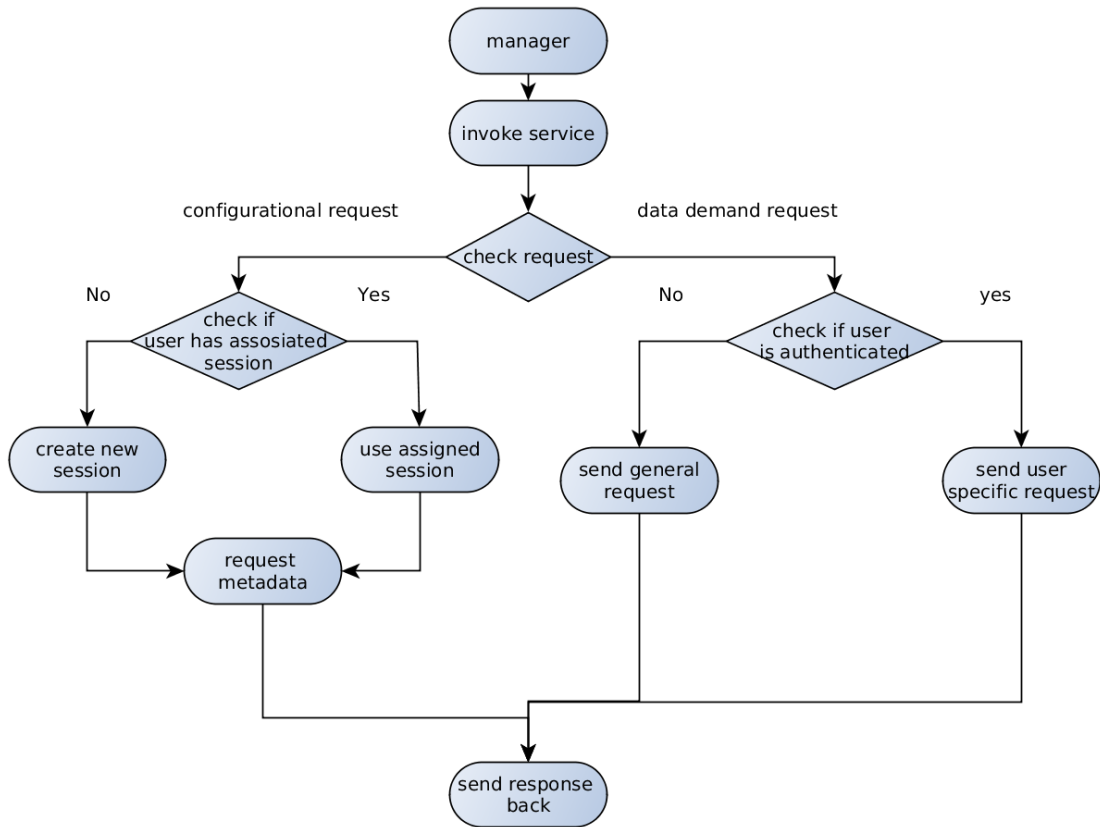 manager
invoke service
configurational request
data demand request
check request
No
Yes
No
yes
check if
user has assosiated
session
check if user
is authenticated
create new
session
use assigned
session
send general
request
send user
specific request
request
metadata
send response
back